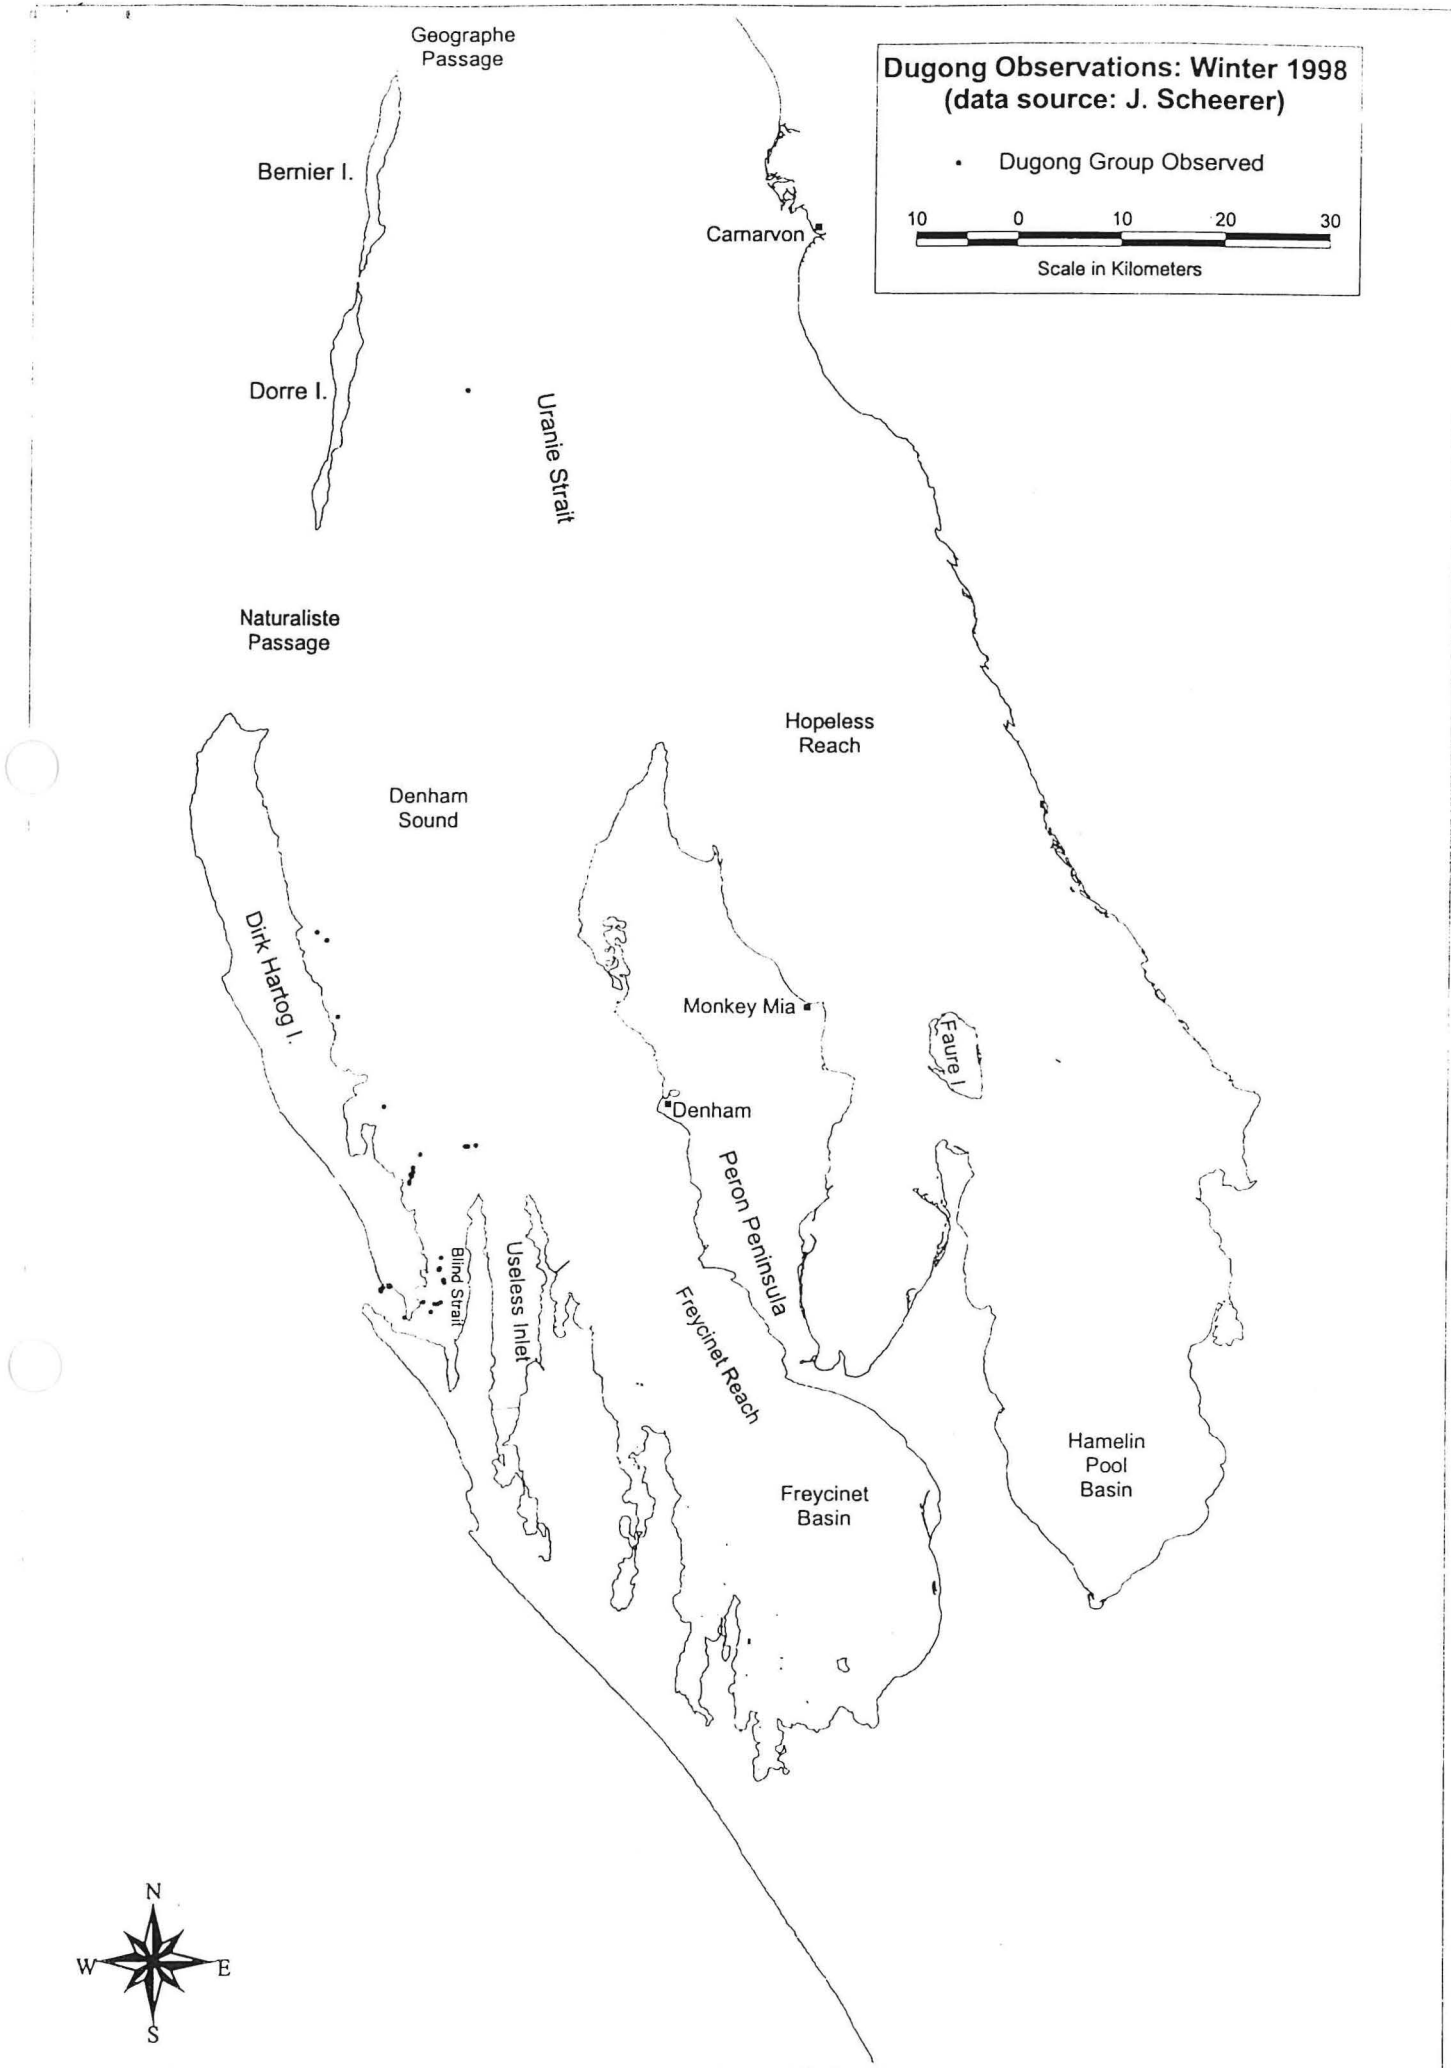 Geographe
Passage
Dugong Observations: Winter 1998
(data source: J. Scheerer)
Dugong Group Observed
10 0 10 20 30
Scale in Kilometers
Bernier I.
Carnarvon
Dorre I.
Uranie Strait
Naturaliste
Passage
Hopeless
Reach
Denham
Sound
Dirk Hartog I.
Monkey Mia
Faure I
Denham
Peron Peninsula
Blind Strait
Useless Inlet
Freycinet Reach
Hamelin
Pool
Basin
Freycinet
Basin
N
W E
S